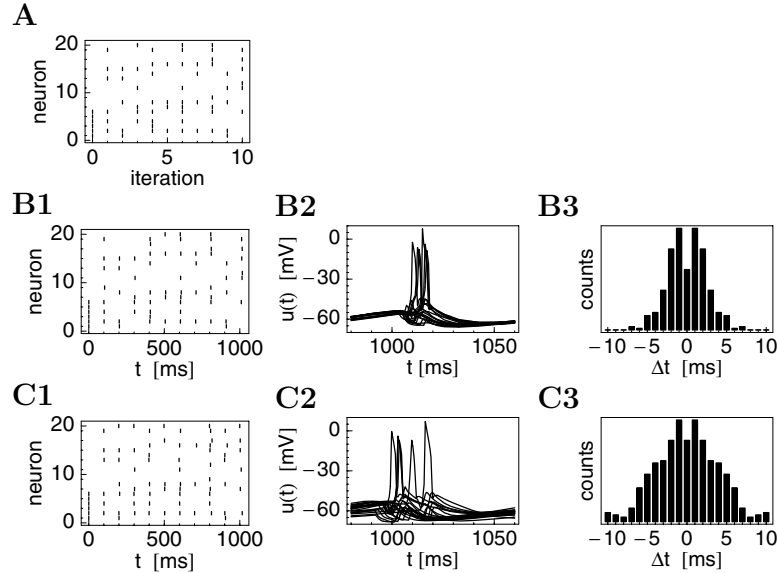 A
neuron
20
10
0
0 5 10
iteration
B1
neuron
20
10
0
0 500 1000
t [ms]
B2
u(t) [mV]
0
−30
−60
1000 1050
t [ms]
B3
counts
−10 −5 0 5 10
Δt [ms]
C1
neuron
20
10
0
0 500 1000
t [ms]
C2
u(t) [mV]
0
−30
−60
1000 1050
t [ms]
C3
counts
−10 −5 0 5 10
Δt [ms]